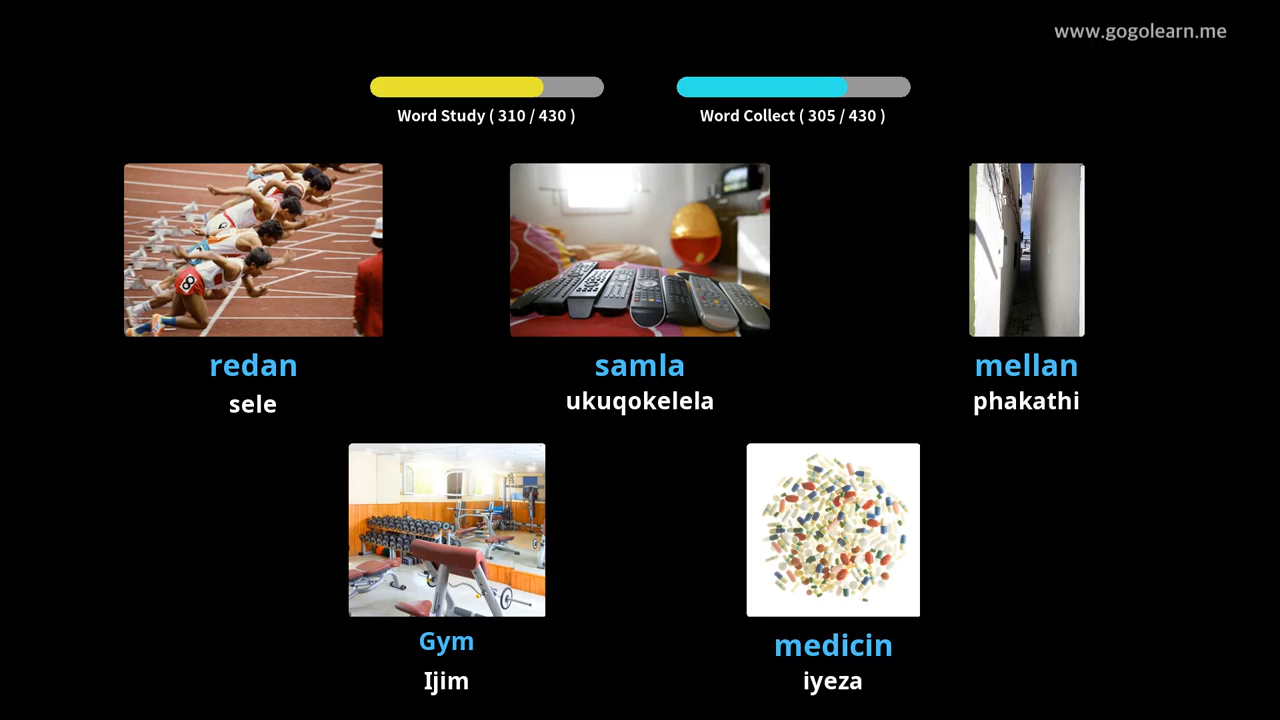 www.gogolearn.me
Word Study ( 310 / 430 )
Word Collect ( 305 / 430 )
redan
sele
samla
ukuqokelela
mellan
phakathi
Gym
Ijim
medicin
iyeza